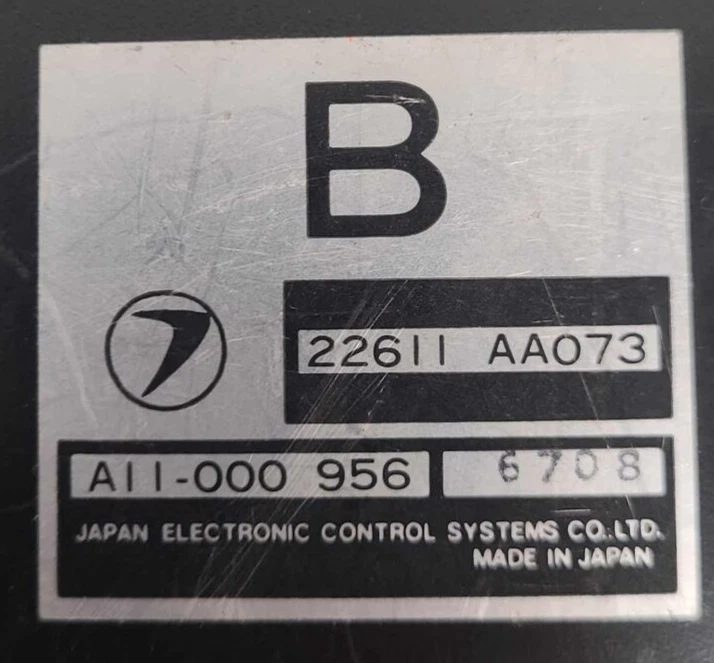 B
22611 AA073
A11-000 956 6708
JAPAN ELECTRONIC CONTROL SYSTEMS CO.,LTD.
MADE IN JAPAN